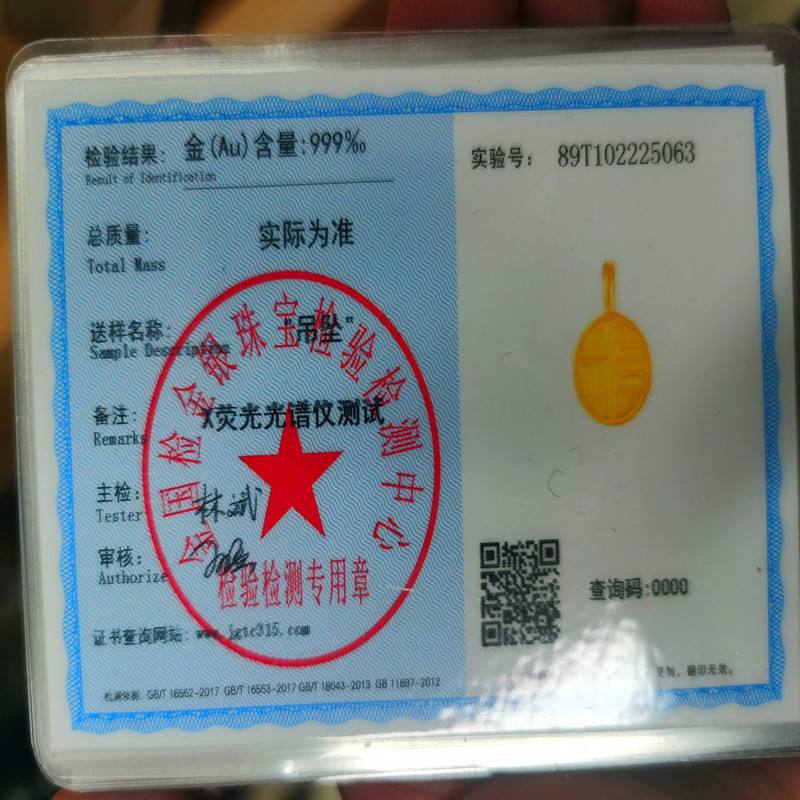 检验结果: 金(Au)含量:999‰
Result of Identification
总质量: 实际为准
Total Mass
送样名称: "吊坠"
Sample Description
备注: X荧光光谱仪测试
Remarks
主检: 林斌
Tester
审核:
Authorize
证书查询网站: www.igtc315.com
检测依据: GB/T 16552-2017 GB/T 16553-2017 GB/T 18043-2013 GB 11887-2012
全国检金银珠宝检验检测中心
检验检测专用章
实验号: 89T102225063
查询码:0000
复制、翻印无效。